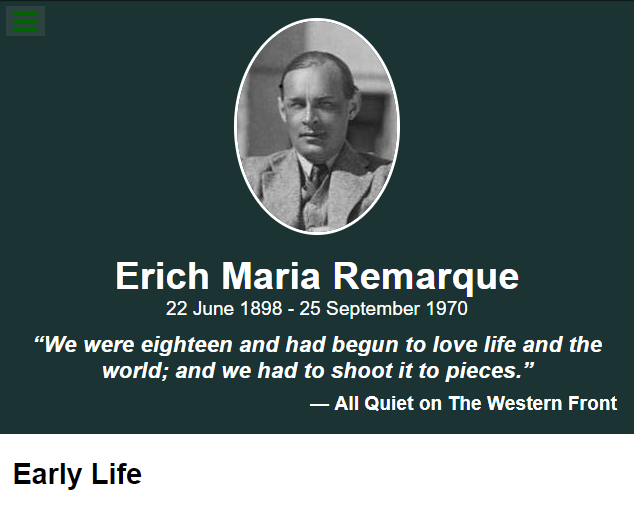 Erich Maria Remarque
22 June 1898 - 25 September 1970
“We were eighteen and had begun to love life and the
world; and we had to shoot it to pieces.”
— All Quiet on The Western Front
Early Life